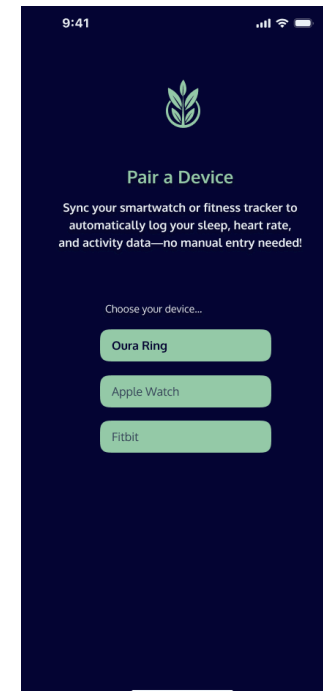 9:41
Pair a Device
Sync your smartwatch or fitness tracker to
automatically log your sleep, heart rate,
and activity data—no manual entry needed!
Choose your device...
Oura Ring
Apple Watch
Fitbit